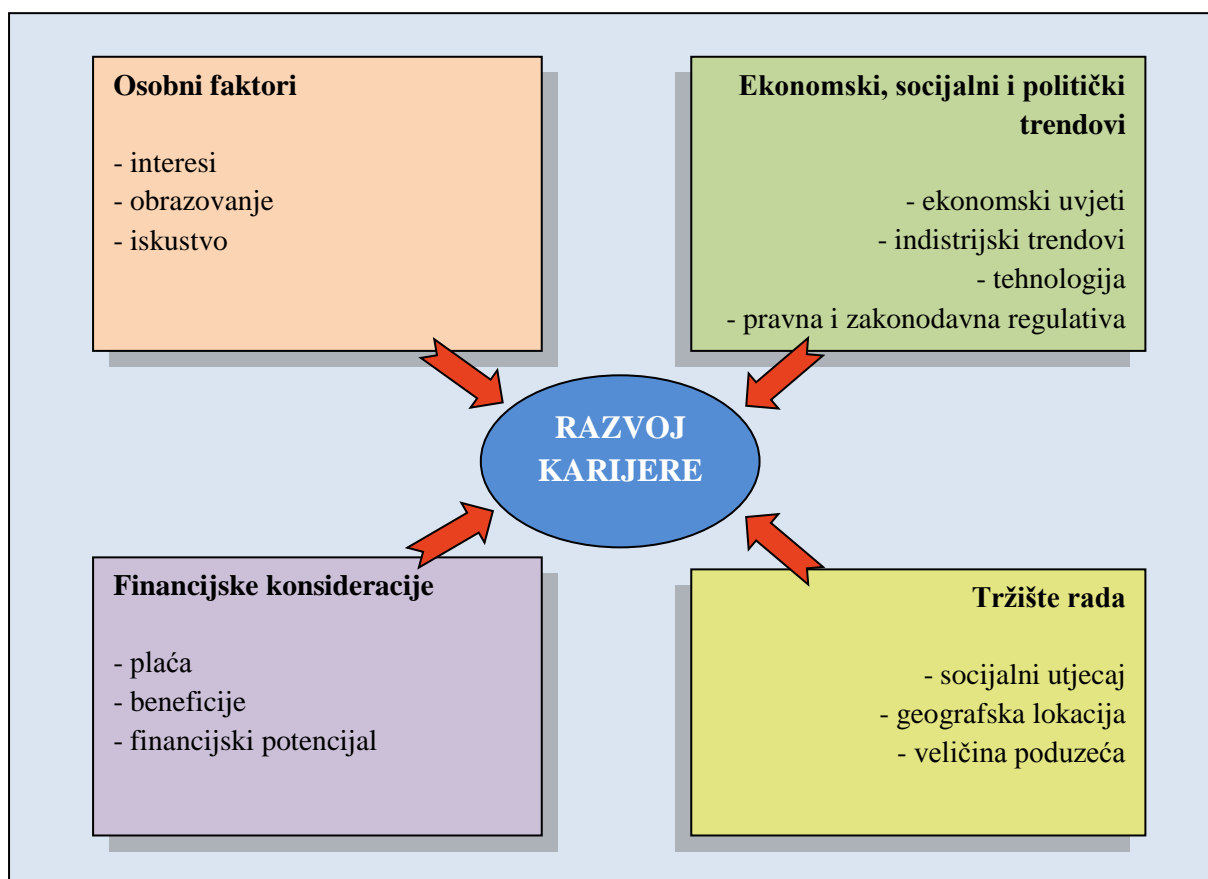 Osobni faktori
- interesi
- obrazovanje
- iskustvo
Ekonomski, socijalni i politički
trendovi
- ekonomski uvjeti
- indistrijski trendovi
- tehnologija
- pravna i zakonodavna regulativa
RAZVOJ
KARIJERE
Financijske konsideracije
- plaća
- beneficije
- financijski potencijal
Tržište rada
- socijalni utjecaj
- geografska lokacija
- veličina poduzeća